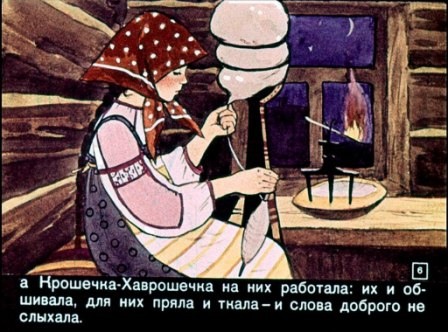 6
а Крошечка-Хаврошечка на них работала: их и об-
шивала, для них пряла и ткала – и слова доброго не
слыхала.